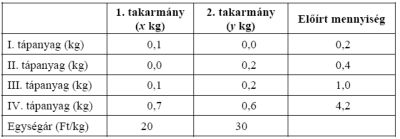 1. takarmány (x kg) 2. takarmány (y kg) Előírt mennyiség
I. tápanyag (kg) 0,1 0,0 0,2
II. tápanyag (kg) 0,0 0,2 0,4
III. tápanyag (kg) 0,1 0,2 1,0
IV. tápanyag (kg) 0,7 0,6 4,2
Egységár (Ft/kg) 20 30